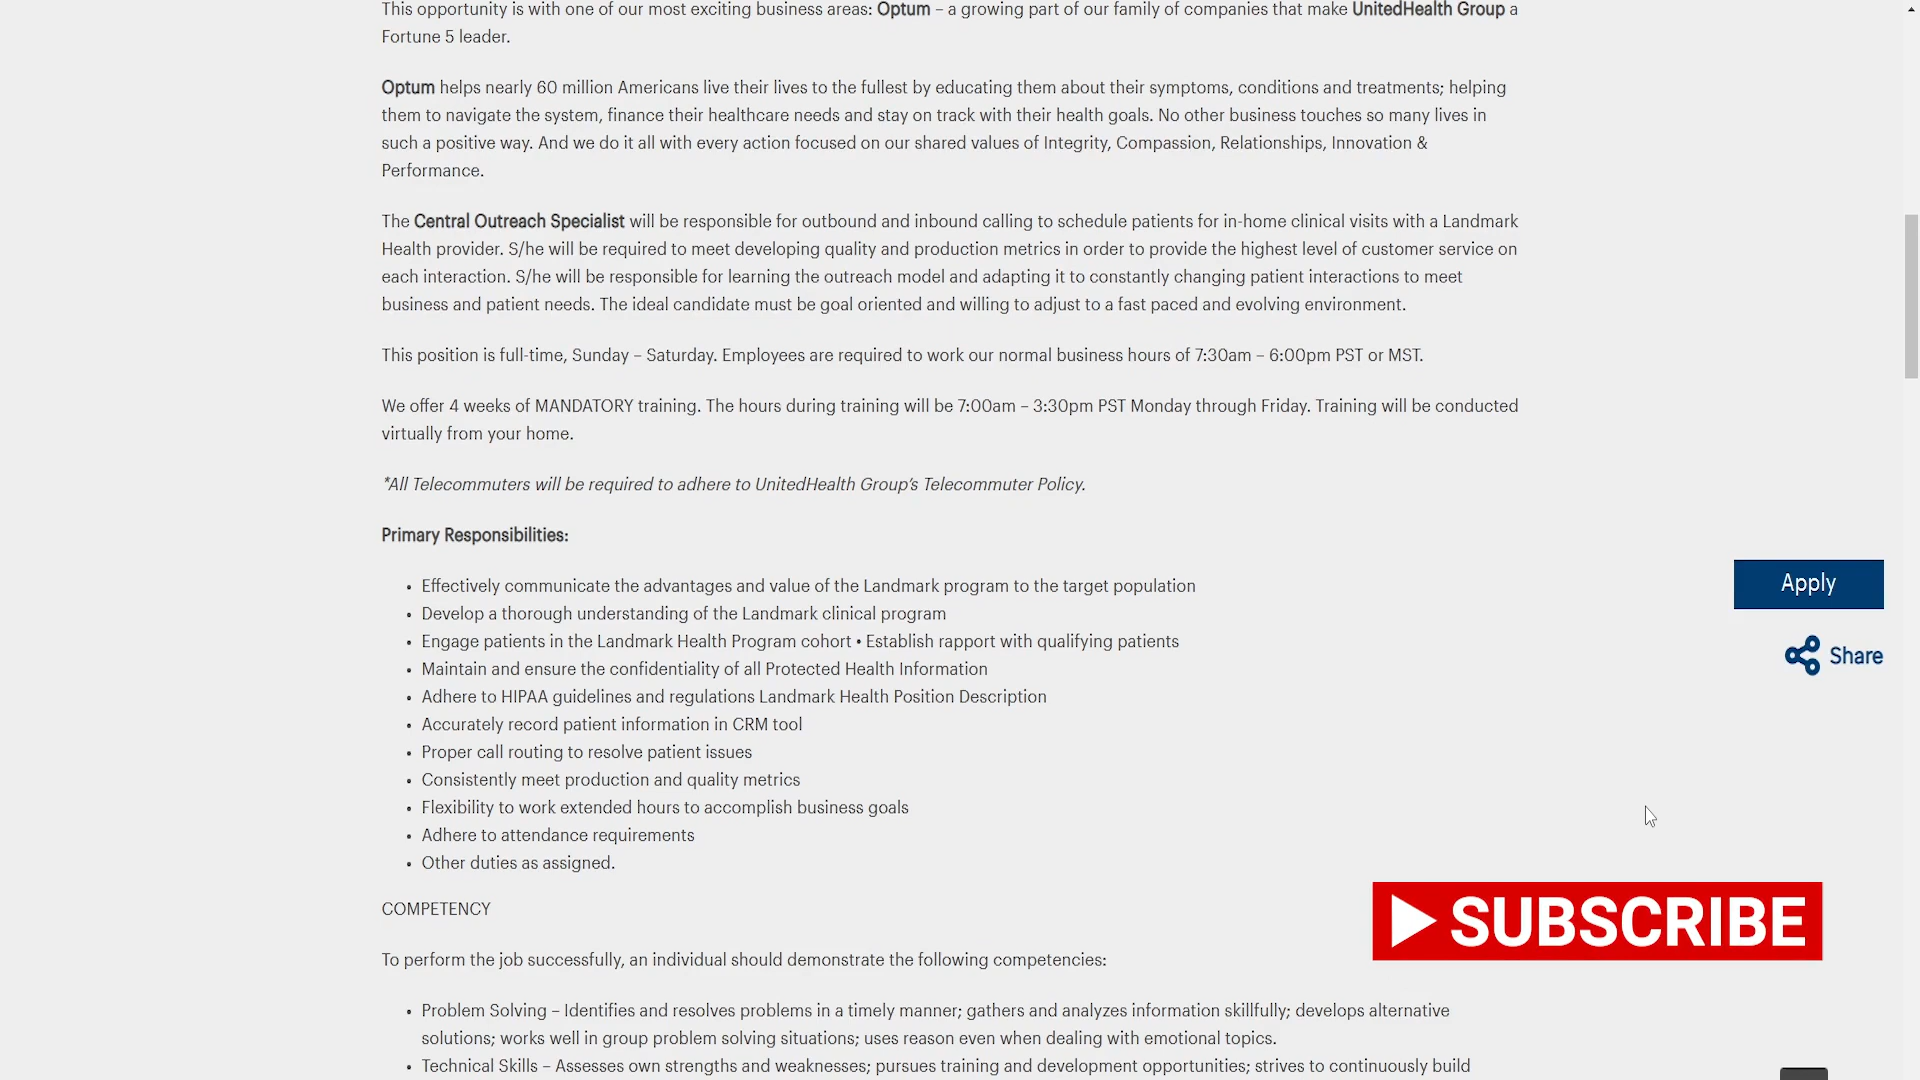 This opportunity is with one of our most exciting business areas: Optum – a growing part of our family of companies that make UnitedHealth Group a
Fortune 5 leader.
Optum helps nearly 60 million Americans live their lives to the fullest by educating them about their symptoms, conditions and treatments; helping
them to navigate the system, finance their healthcare needs and stay on track with their health goals. No other business touches so many lives in
such a positive way. And we do it all with every action focused on our shared values of Integrity, Compassion, Relationships, Innovation &
Performance.
The Central Outreach Specialist will be responsible for outbound and inbound calling to schedule patients for in-home clinical visits with a Landmark
Health provider. S/he will be required to meet developing quality and production metrics in order to provide the highest level of customer service on
each interaction. S/he will be responsible for learning the outreach model and adapting it to constantly changing patient interactions to meet
business and patient needs. The ideal candidate must be goal oriented and willing to adjust to a fast paced and evolving environment.
This position is full-time, Sunday – Saturday. Employees are required to work our normal business hours of 7:30am – 6:00pm PST or MST.
We offer 4 weeks of MANDATORY training. The hours during training will be 7:00am – 3:30pm PST Monday through Friday. Training will be conducted
virtually from your home.
*All Telecommuters will be required to adhere to UnitedHealth Group's Telecommuter Policy.
Primary Responsibilities:
• Effectively communicate the advantages and value of the Landmark program to the target population
• Develop a thorough understanding of the Landmark clinical program
• Engage patients in the Landmark Health Program cohort • Establish rapport with qualifying patients
• Maintain and ensure the confidentiality of all Protected Health Information
• Adhere to HIPAA guidelines and regulations Landmark Health Position Description
• Accurately record patient information in CRM tool
• Proper call routing to resolve patient issues
• Consistently meet production and quality metrics
• Flexibility to work extended hours to accomplish business goals
• Adhere to attendance requirements
• Other duties as assigned.
COMPETENCY
To perform the job successfully, an individual should demonstrate the following competencies:
• Problem Solving – Identifies and resolves problems in a timely manner; gathers and analyzes information skillfully; develops alternative
solutions; works well in group problem solving situations; uses reason even when dealing with emotional topics.
• Technical Skills – Assesses own strengths and weaknesses; pursues training and development opportunities; strives to continuously build
Apply
Share
SUBSCRIBE